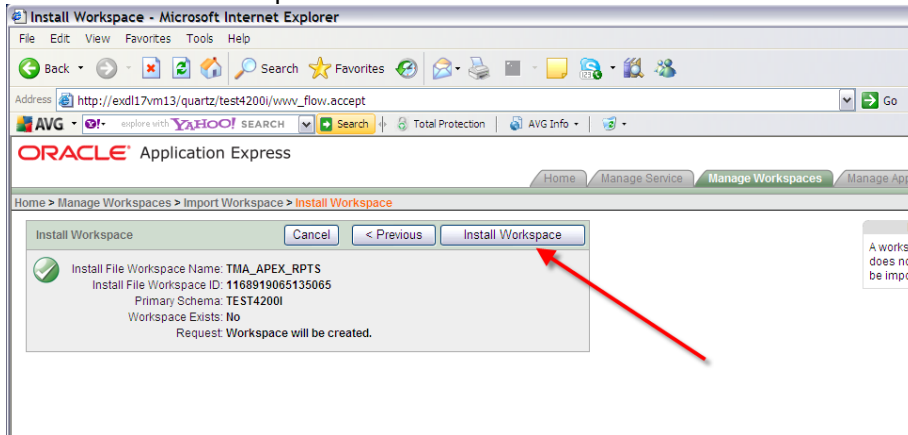 Install Workspace - Microsoft Internet Explorer
File Edit View Favorites Tools Help
Back Search Favorites
Address http://exdl17vm13/quartz/test4200i/wwv_flow.accept Go
AVG explore with YAHOO! SEARCH Search Total Protection AVG Info
ORACLE Application Express
Home Manage Service Manage Workspaces Manage App
Home > Manage Workspaces > Import Workspace > Install Workspace
Install Workspace Cancel < Previous Install Workspace
A works
does no
be impo
Install File Workspace Name: TMA_APEX_RPTS
Install File Workspace ID: 1168919065135065
Primary Schema: TEST4200I
Workspace Exists: No
Request: Workspace will be created.